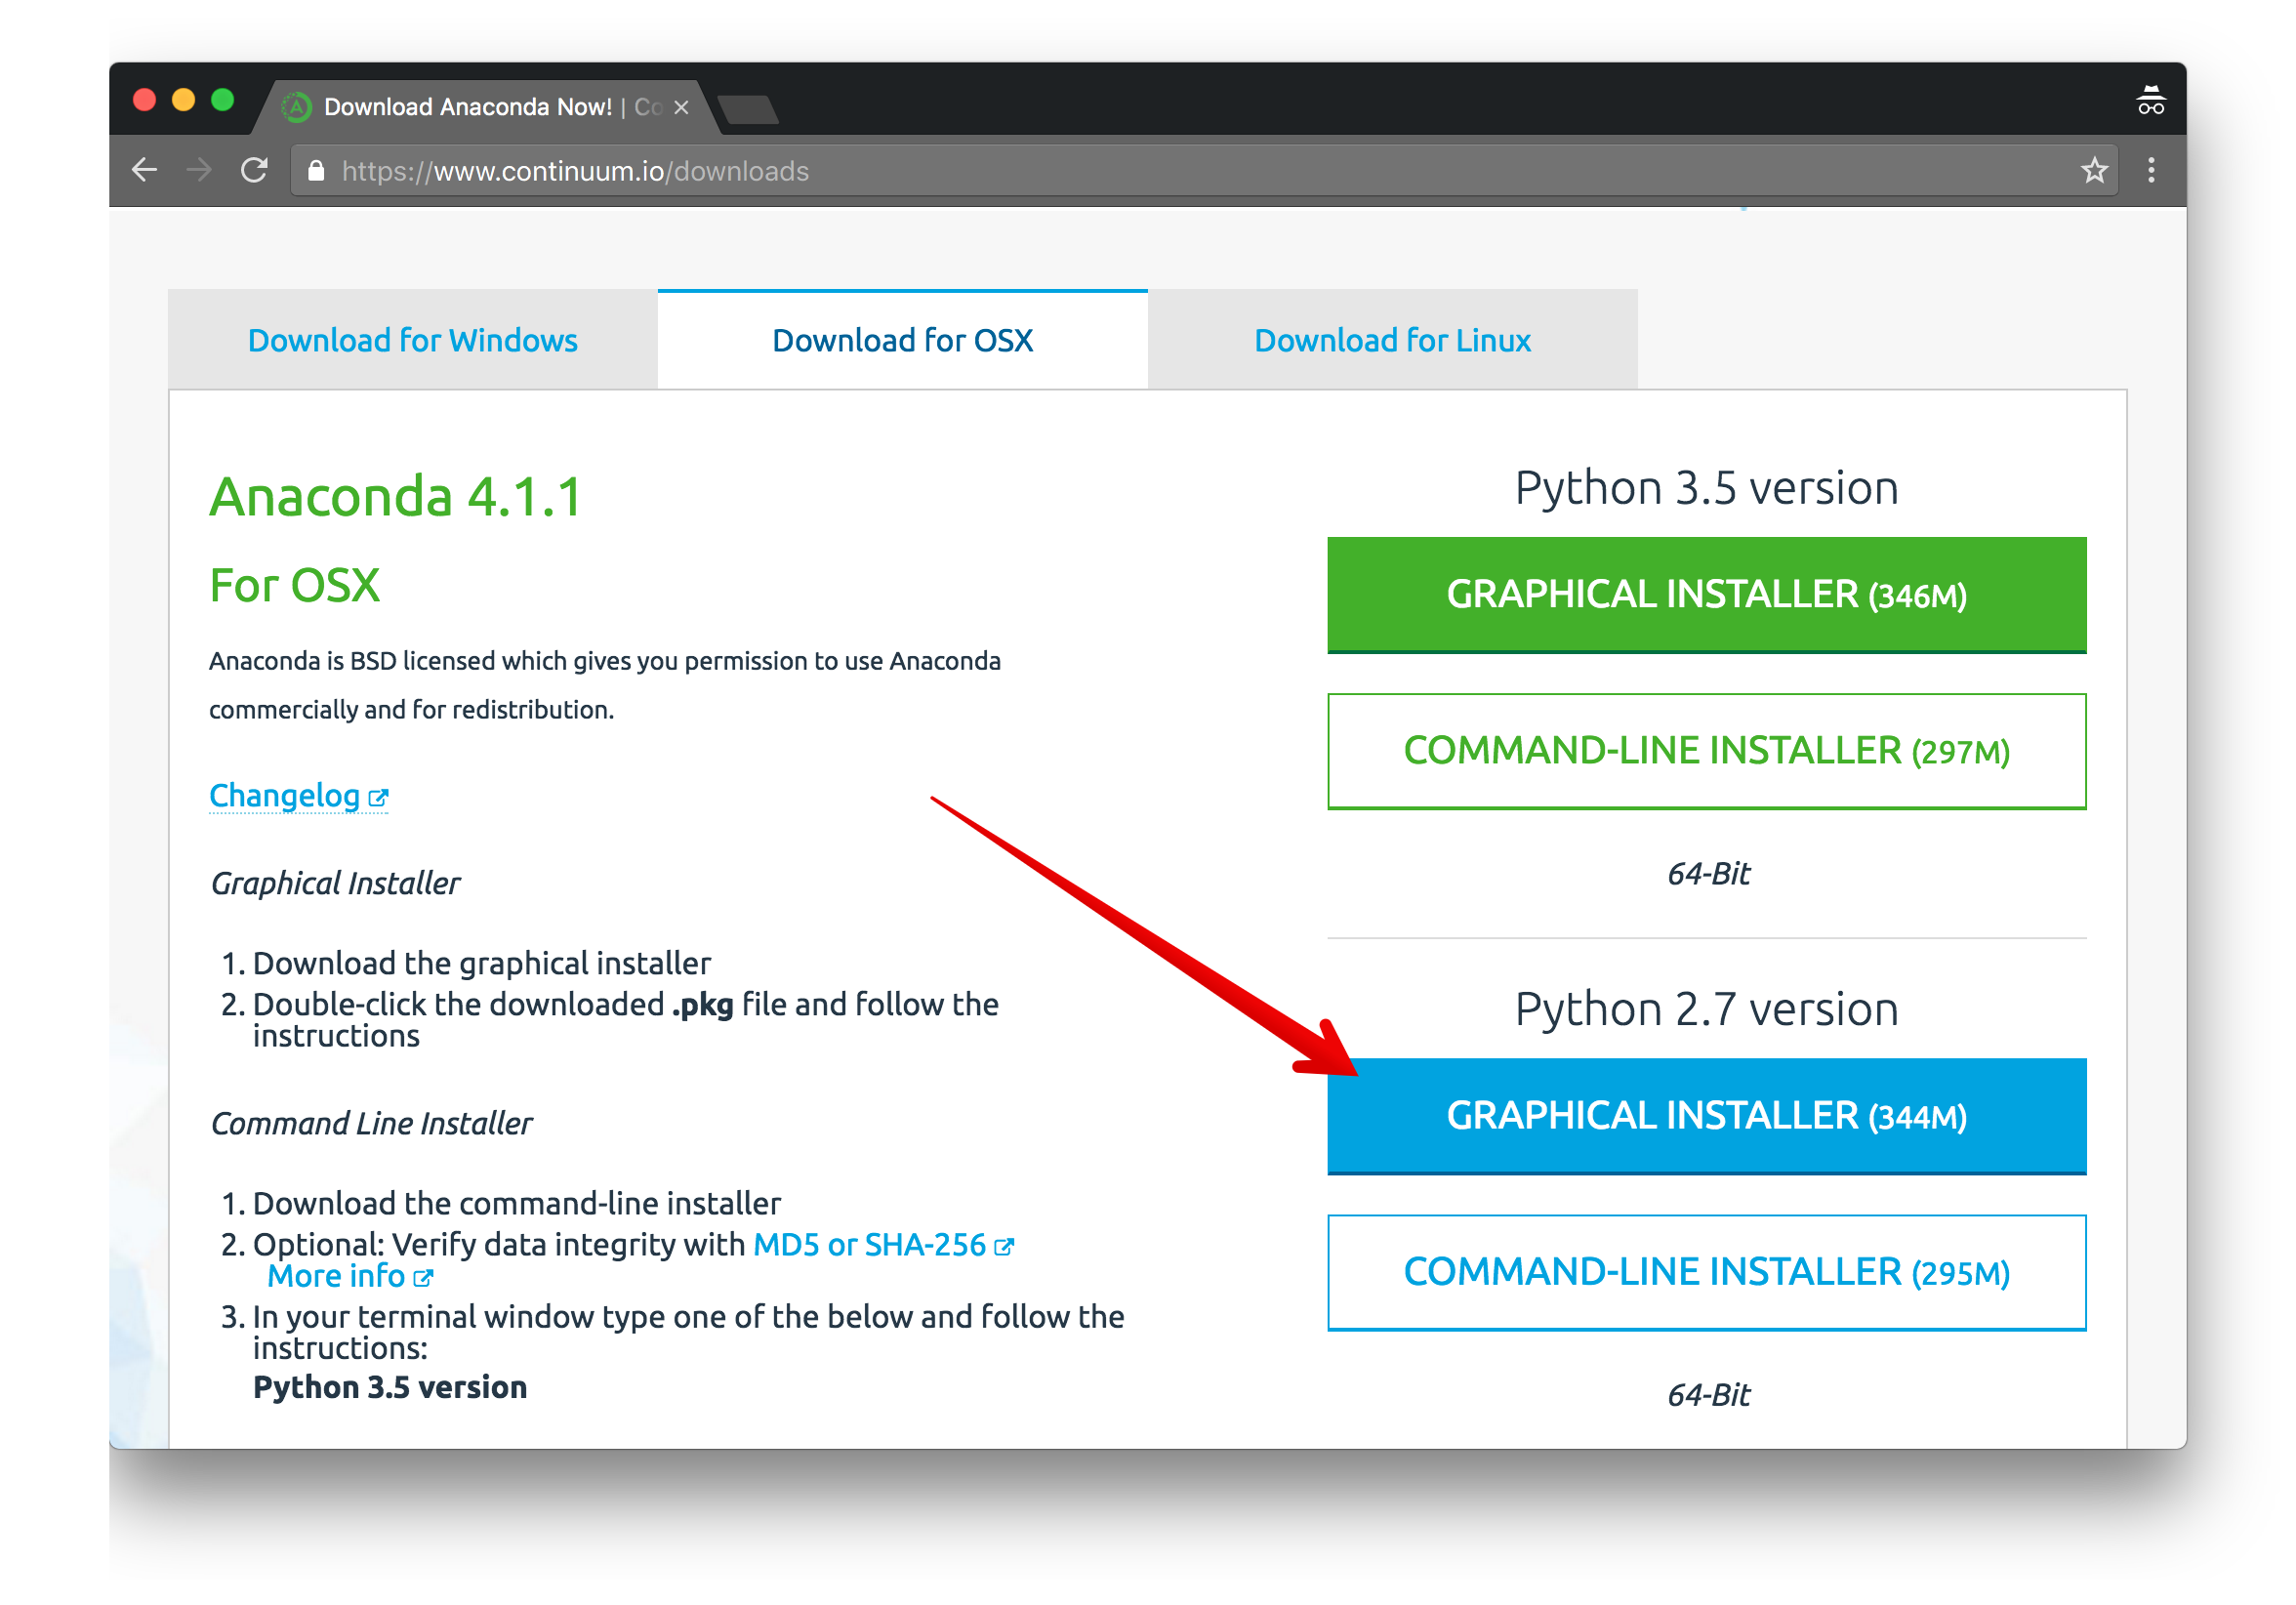 Download Anaconda Now! | Co
https://www.continuum.io/downloads
Download for Windows
Download for OSX
Download for Linux
Anaconda 4.1.1
For OSX
Anaconda is BSD licensed which gives you permission to use Anaconda
commercially and for redistribution.
Changelog
Graphical Installer
1. Download the graphical installer
2. Double-click the downloaded .pkg file and follow the
instructions
Command Line Installer
1. Download the command-line installer
2. Optional: Verify data integrity with MD5 or SHA-256
More info
3. In your terminal window type one of the below and follow the
instructions:
Python 3.5 version
Python 3.5 version
GRAPHICAL INSTALLER (346M)
COMMAND-LINE INSTALLER (297M)
64-Bit
Python 2.7 version
GRAPHICAL INSTALLER (344M)
COMMAND-LINE INSTALLER (295M)
64-Bit